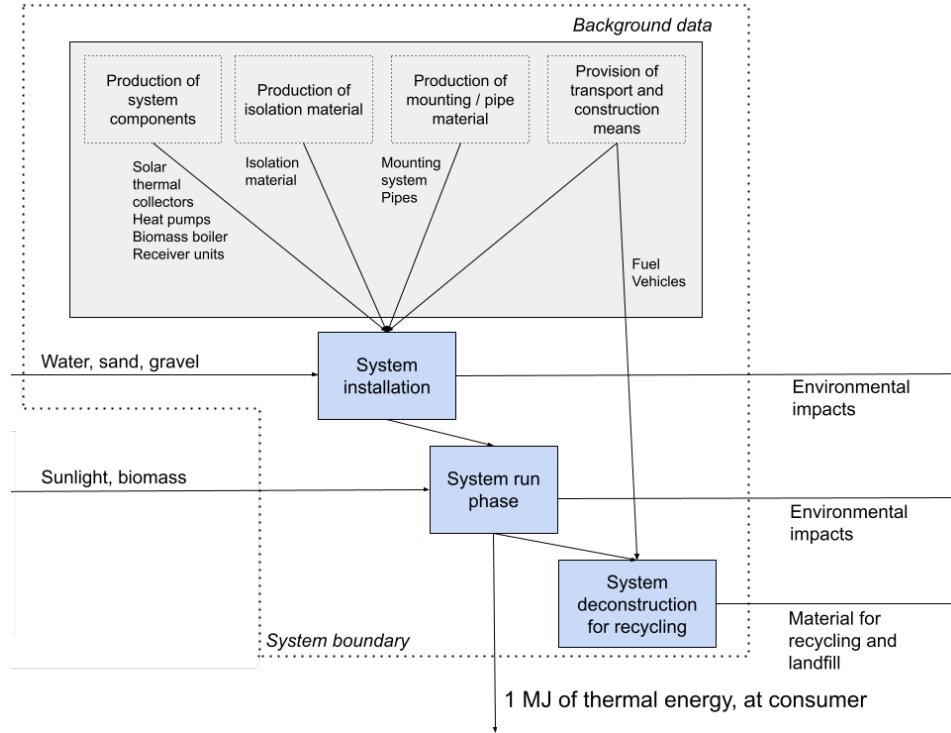 Background data
Production of
system
components
Production of
isolation material
Production of
mounting / pipe
material
Provision of
transport and
construction
means
Solar
thermal
collectors
Heat pumps
Biomass boiler
Receiver units
Isolation
material
Mounting
system
Pipes
Fuel
Vehicles
Water, sand, gravel
System
installation
Environmental
impacts
Sunlight, biomass
System run
phase
Environmental
impacts
System
deconstruction
for recycling
Material for
recycling and
landfill
System boundary
1 MJ of thermal energy, at consumer